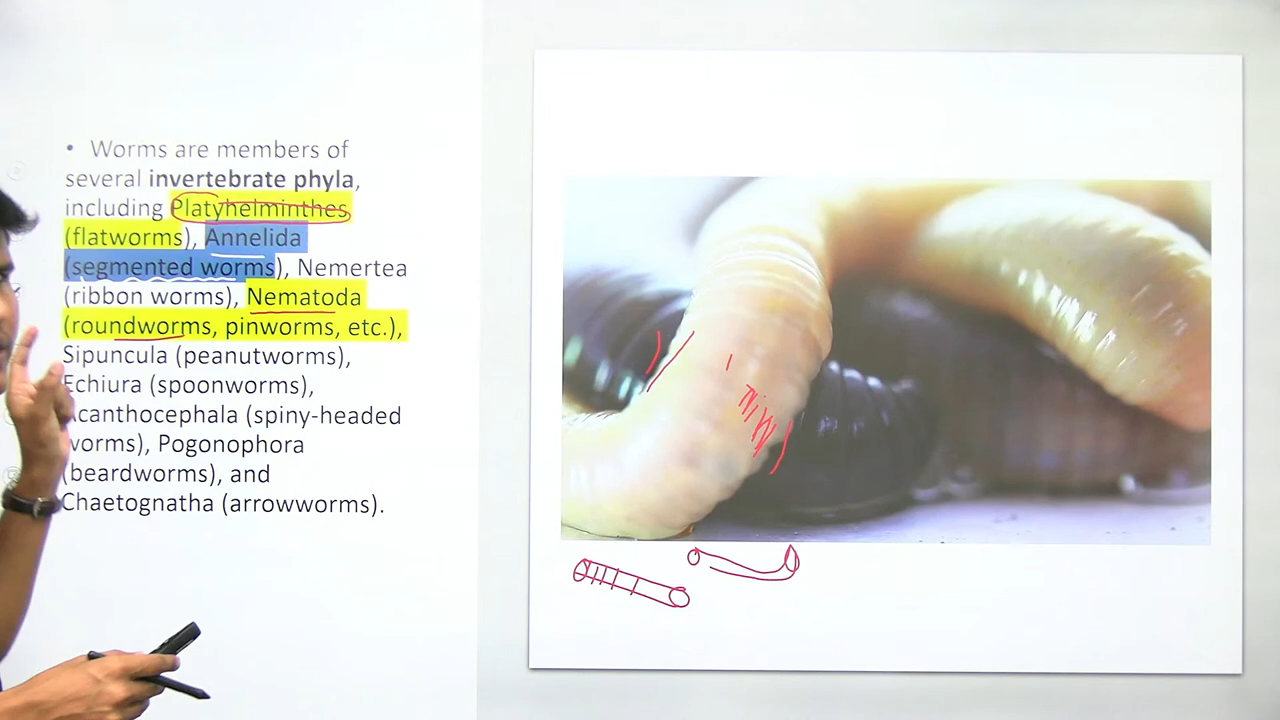 • Worms are members of
several invertebrate phyla,
including Platyhelminthes
(flatworms), Annelida
(segmented worms), Nemertea
(ribbon worms), Nematoda
(roundworms, pinworms, etc.),
Sipuncula (peanutworms),
Echiura (spoonworms),
Acanthocephala (spiny-headed
worms), Pogonophora
(beardworms), and
Chaetognatha (arrowworms).